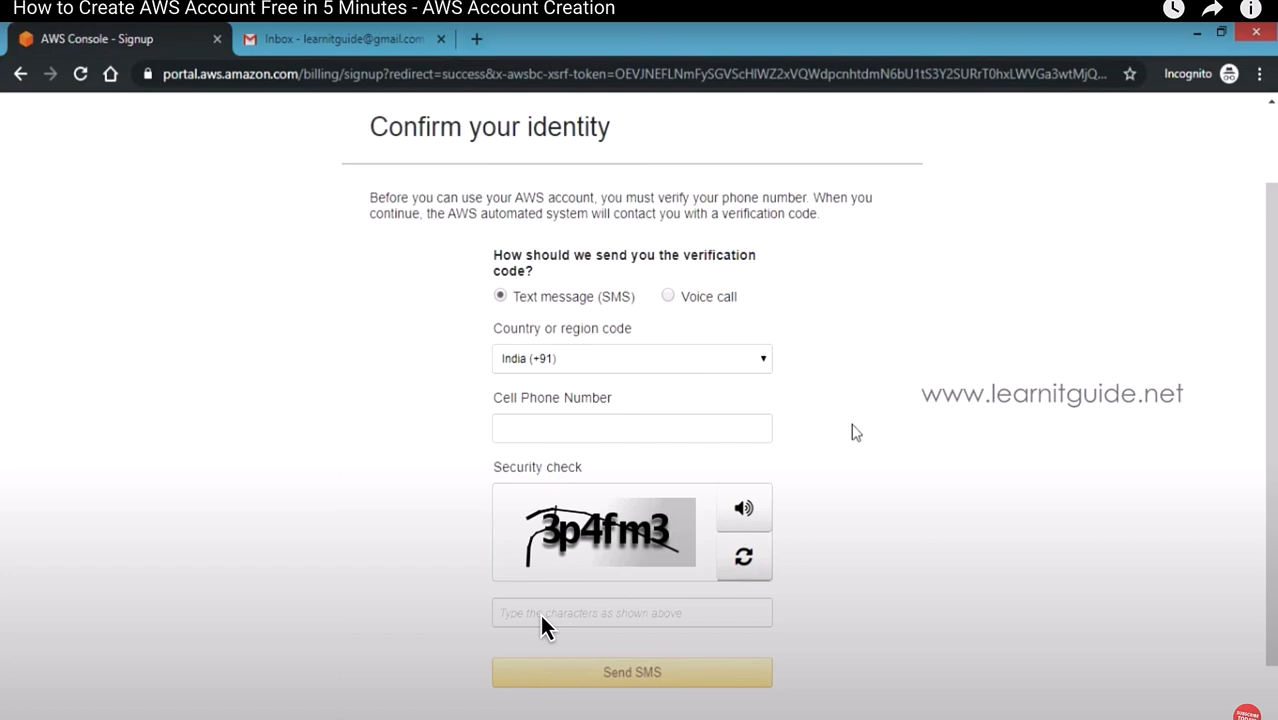 How to Create AWS Account Free in 5 Minutes - AWS Account Creation
AWS Console - Signup
Inbox - learnitguide@gmail.com
portal.aws.amazon.com/billing/signup?redirect=success&x-awsbc-xsrf-token=OEVJNEFLNmFySGVScHlWZ2xVQWdpcnhtdmN6bU1tS3Y2SURrT0hxLWVGa3wtMjQ...
Incognito
Confirm your identity
Before you can use your AWS account, you must verify your phone number. When you
continue, the AWS automated system will contact you with a verification code.
How should we send you the verification
code?
Text message (SMS)
Voice call
Country or region code
India (+91)
www.learnitguide.net
Cell Phone Number
Security check
3p4fm3
Type the characters as shown above
Send SMS